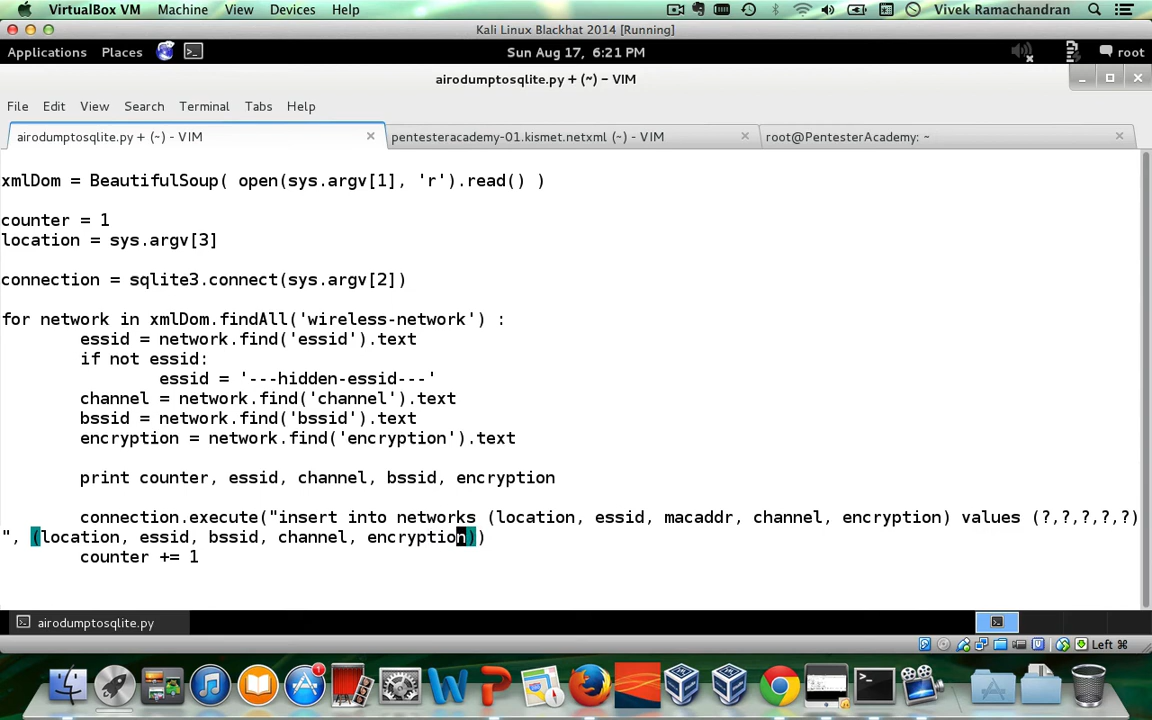 VirtualBox VM Machine View Devices Help Vivek Ramachandran
Kali Linux Blackhat 2014 [Running]
Applications Places Sun Aug 17, 6:21 PM root
airodumptosqlite.py + (~) – VIM
File Edit View Search Terminal Tabs Help
airodumptosqlite.py + (~) - VIM × pentesteracademy-01.kismet.netxml (~) - VIM × root@PentesterAcademy: ~ ×
xmlDom = BeautifulSoup( open(sys.argv[1], 'r').read() )
counter = 1
location = sys.argv[3]
connection = sqlite3.connect(sys.argv[2])
for network in xmlDom.findAll('wireless-network') :
essid = network.find('essid').text
if not essid:
essid = '---hidden-essid---'
channel = network.find('channel').text
bssid = network.find('bssid').text
encryption = network.find('encryption').text
print counter, essid, channel, bssid, encryption
connection.execute("insert into networks (location, essid, macaddr, channel, encryption) values (?,?,?,?,?)
", (location, essid, bssid, channel, encryption))
counter += 1
airodumptosqlite.py
Left ⌘